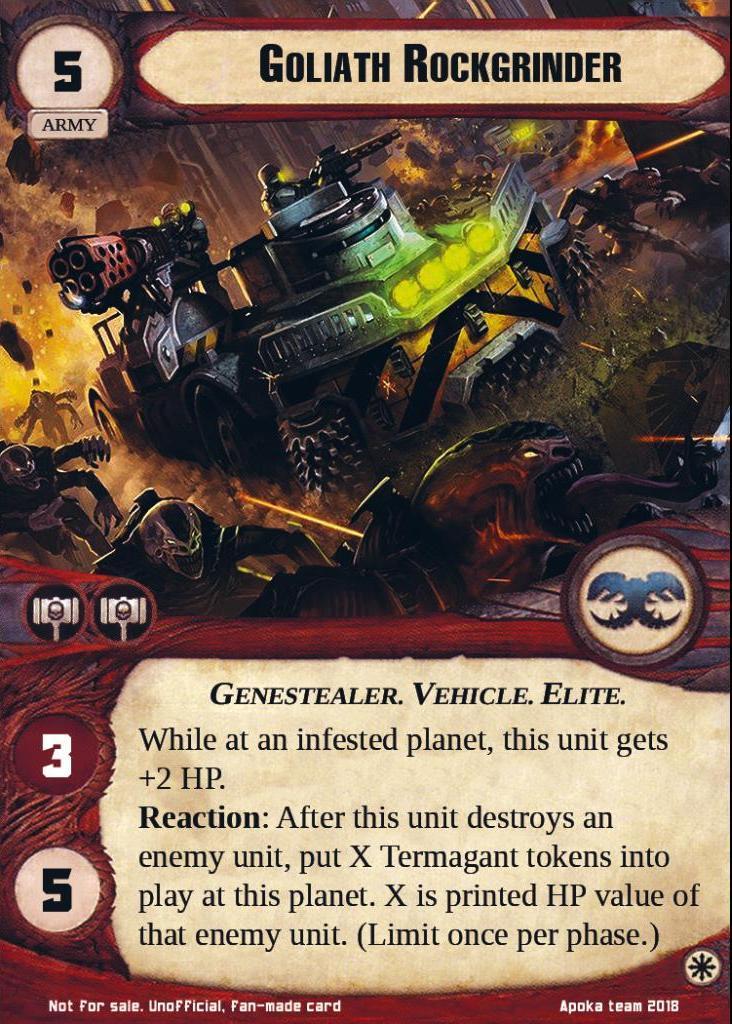 5
GOLIATH ROCKGRINDER
ARMY
GENESTEALER. VEHICLE. ELITE.
3
While at an infested planet, this unit gets
+2 HP.
Reaction: After this unit destroys an
enemy unit, put X Termagant tokens into
5
play at this planet. X is printed HP value of
that enemy unit. (Limit once per phase.)
Not for sale. Unofficial, fan-made card
Apoka team 2018